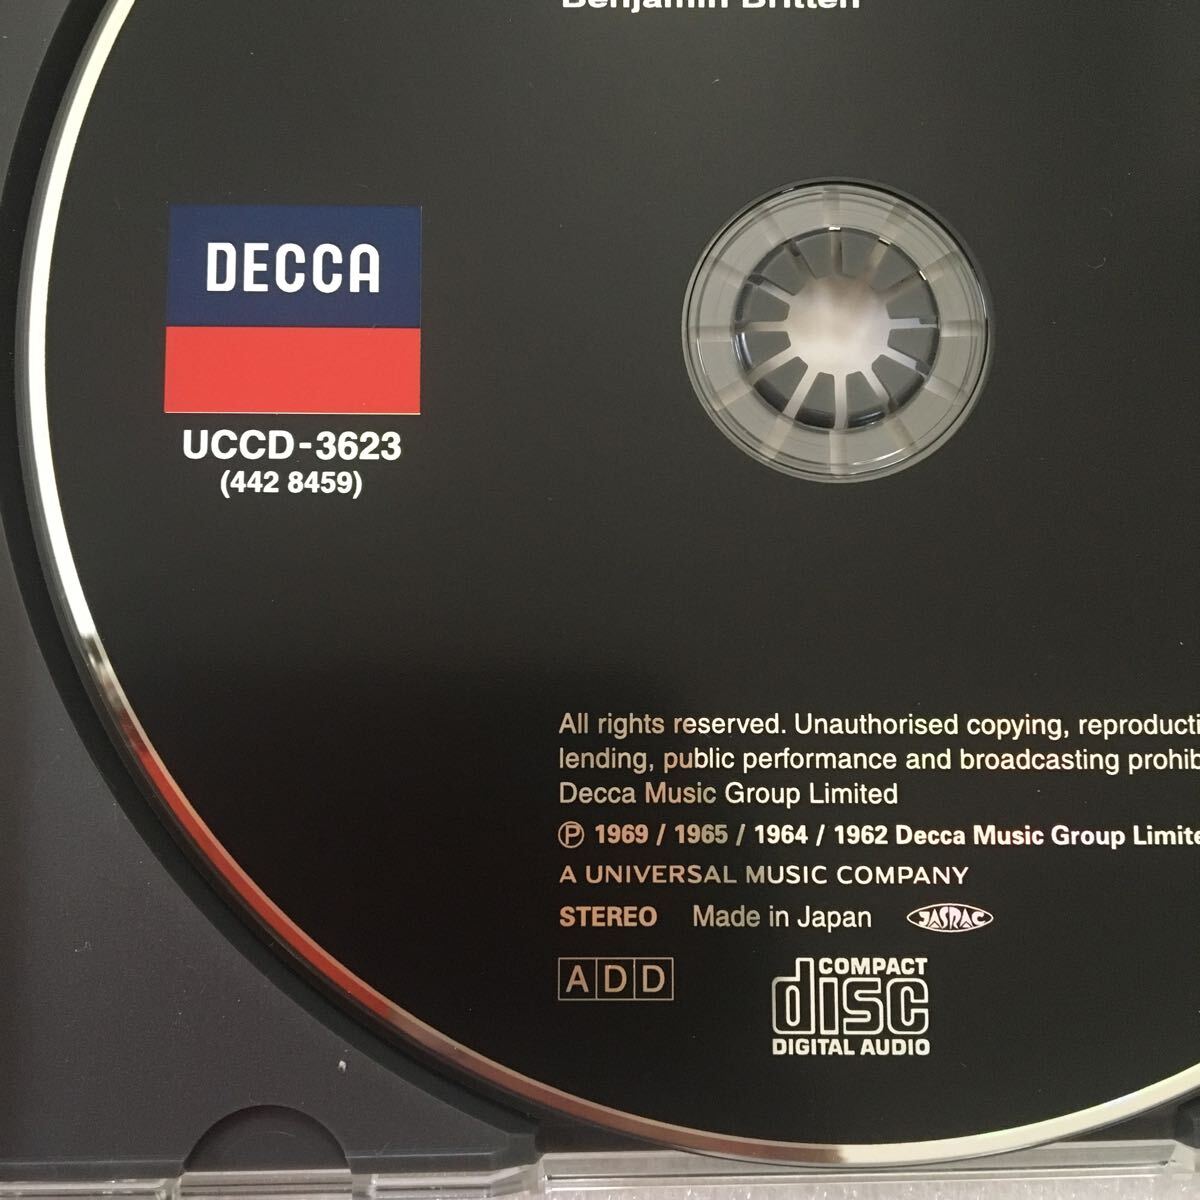 Benjamin Britten
DECCA
UCCD-3623
(442 8459)
All rights reserved. Unauthorised copying, reproducti
lending, public performance and broadcasting prohib
Decca Music Group Limited
Ⓟ 1969 / 1965 / 1964 / 1962 Decca Music Group Limite
A UNIVERSAL MUSIC COMPANY
STEREO Made in Japan JASRAC
ADD
COMPACT
disc
DIGITAL AUDIO